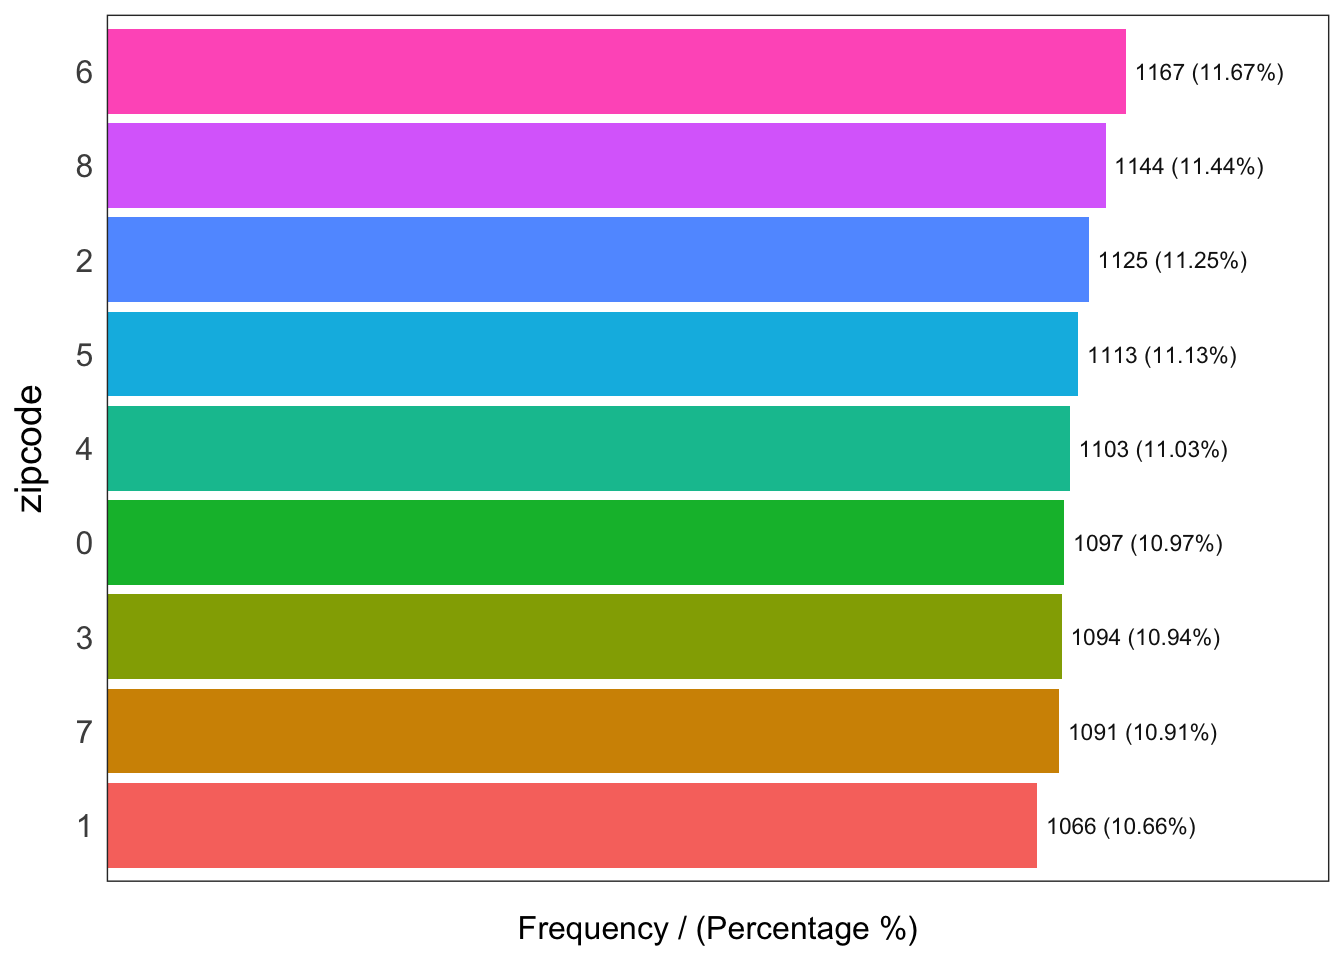 6 1167 (11.67%)
8 1144 (11.44%)
2 1125 (11.25%)
5 1113 (11.13%)
4 1103 (11.03%)
0 1097 (10.97%)
3 1094 (10.94%)
7 1091 (10.91%)
1 1066 (10.66%)
zipcode
Frequency / (Percentage %)